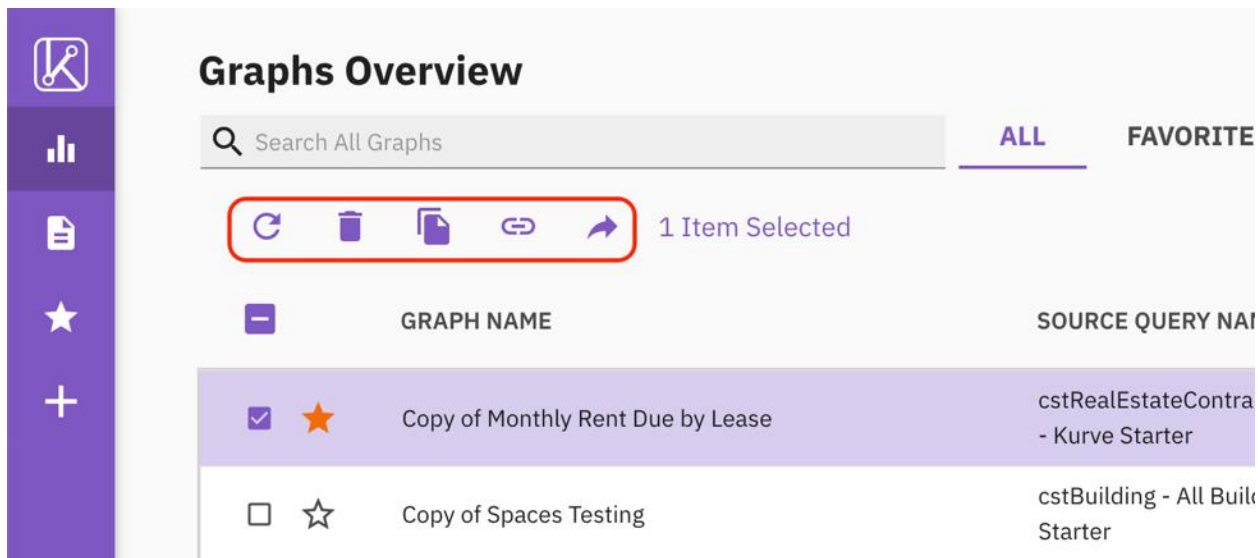 Graphs Overview
Search All Graphs
ALL
FAVORITE
1 Item Selected
GRAPH NAME
SOURCE QUERY NAM
Copy of Monthly Rent Due by Lease
cstRealEstateContra
- Kurve Starter
Copy of Spaces Testing
cstBuilding - All Build
Starter